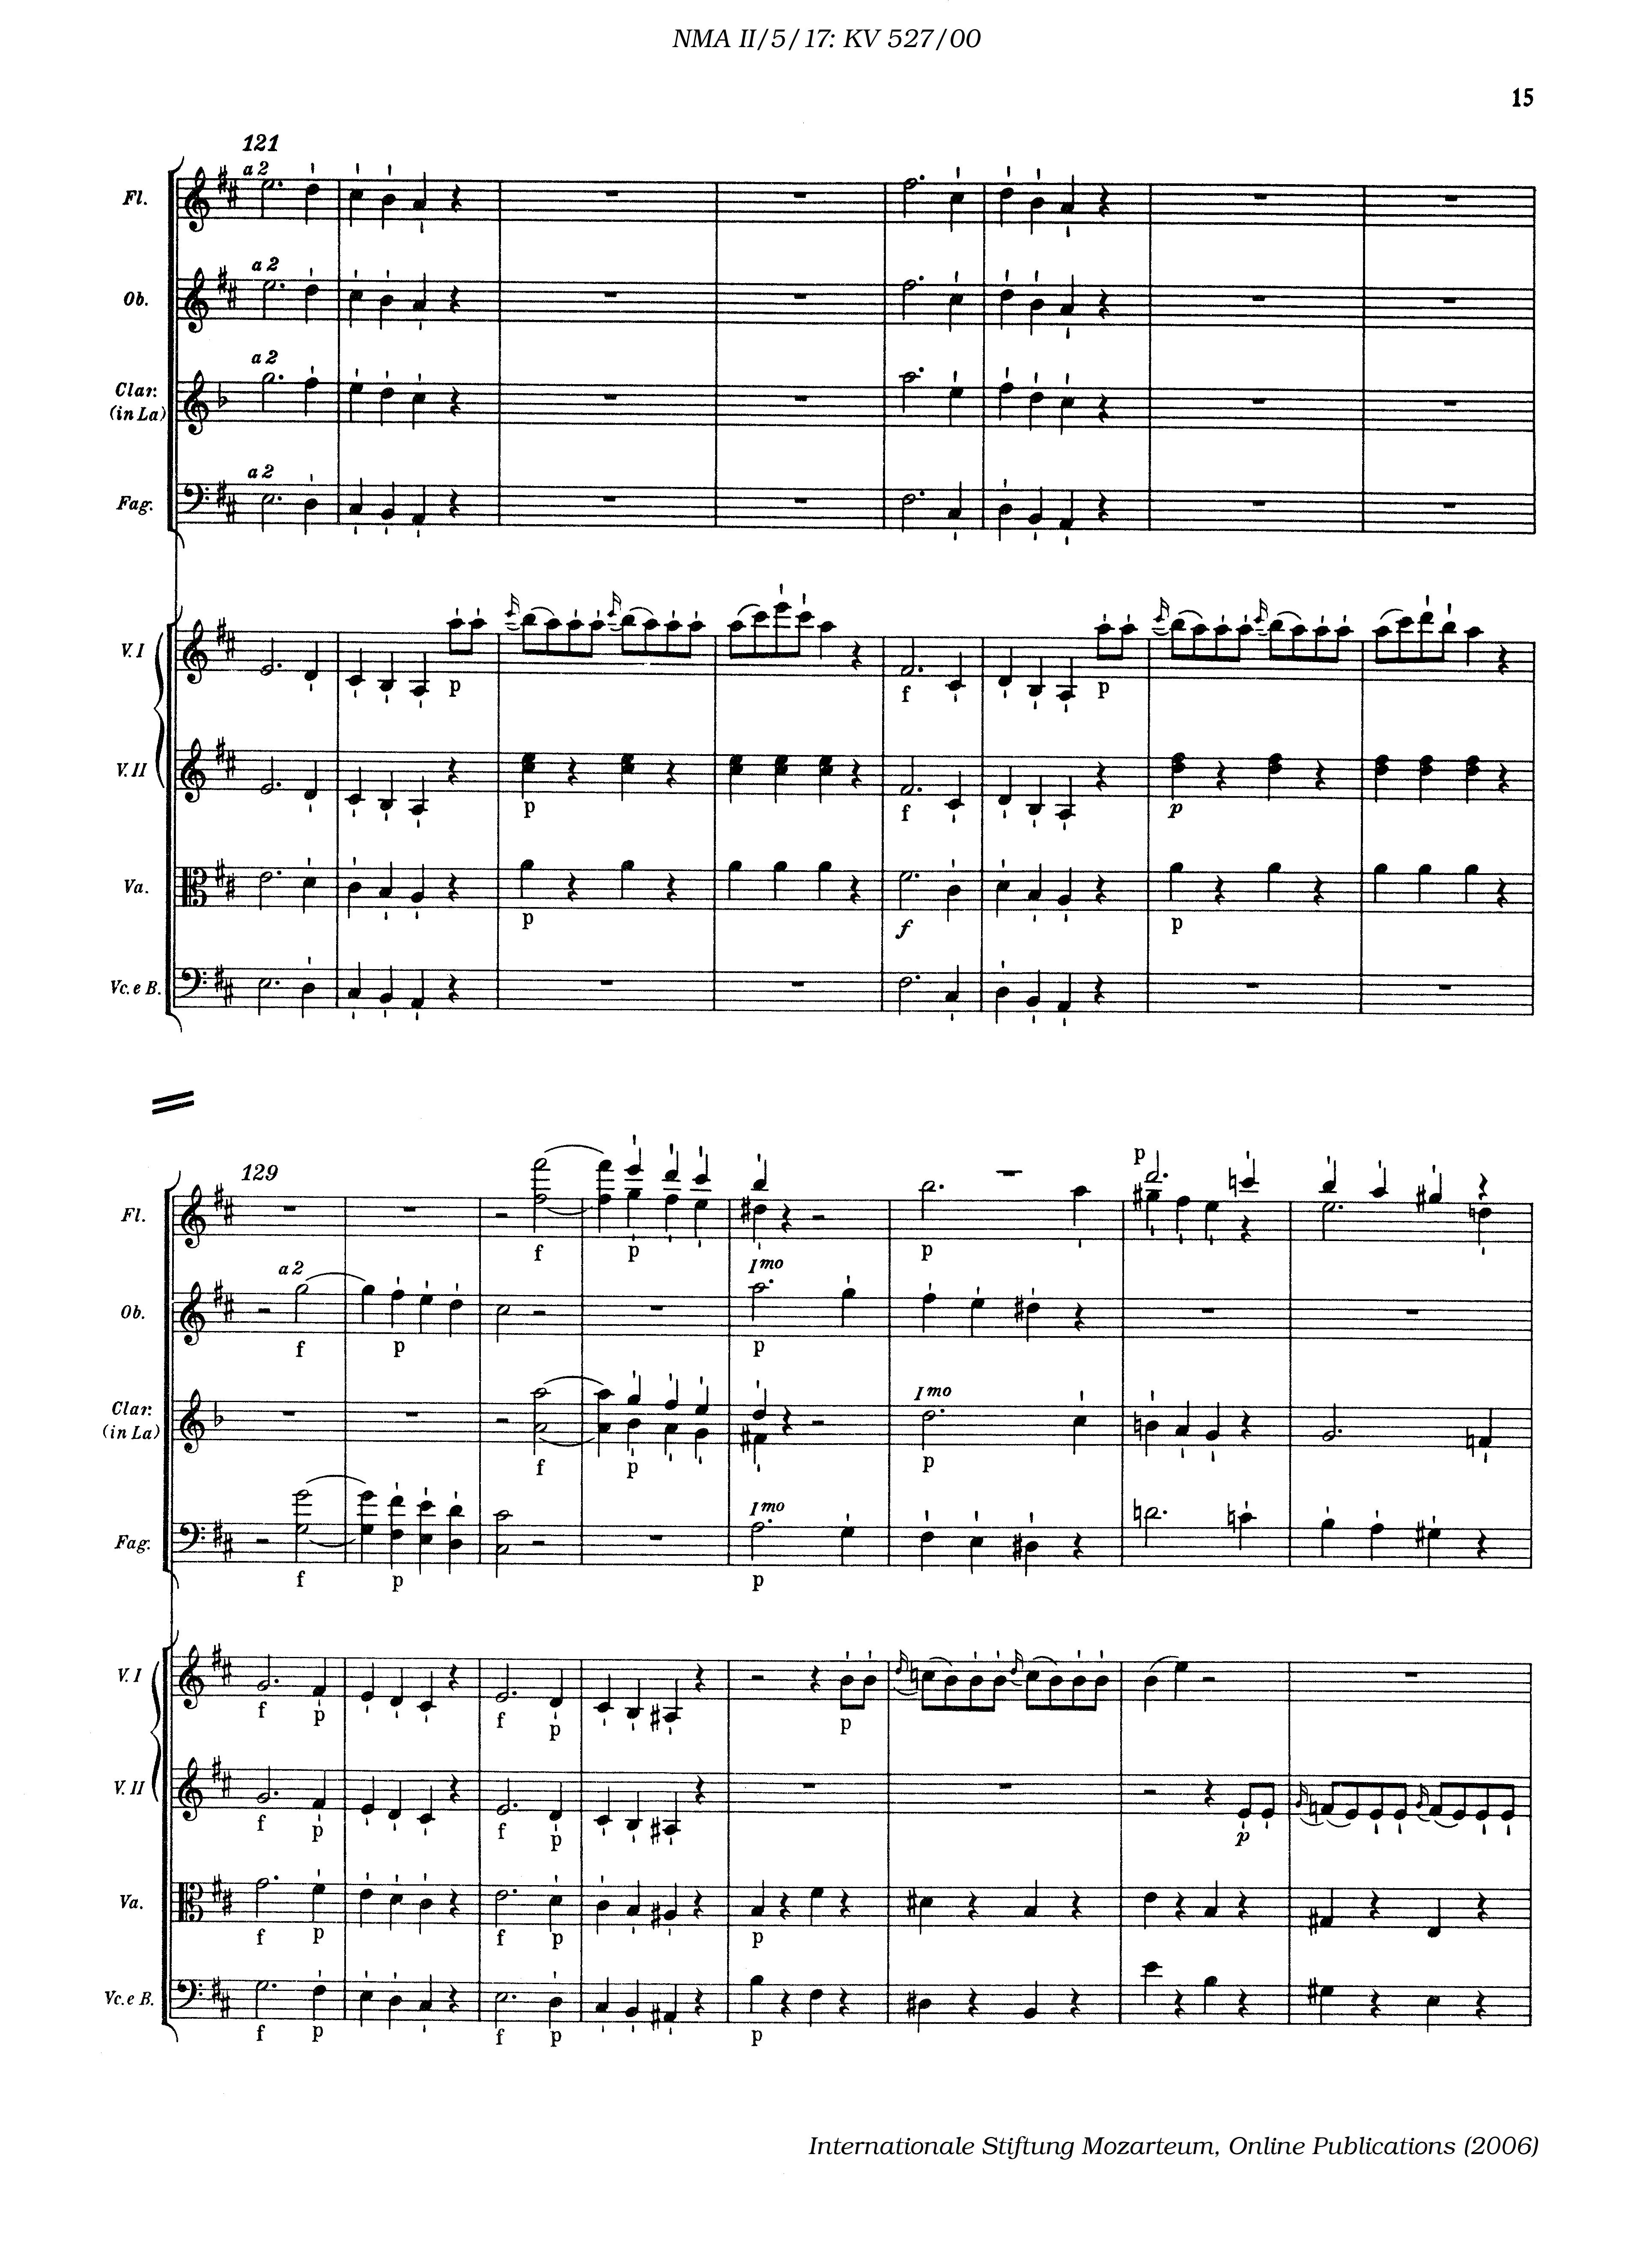 NMA II/5/17: KV 527/00
15
121
a 2
Fl.
a 2
Ob.
a 2
Clar.
(in La)
a 2
Fag.
V. I
p
f
p
V. II
p
f
p
Va.
p
f
p
Vc. e B.
129
p
Fl.
f
p
p
a 2
I mo
Ob.
f
p
p
I mo
Clar.
(in La)
f
p
p
I mo
Fag.
f
p
p
V. I
f
p
f
p
p
V. II
f
p
f
p
p
Va.
f
p
f
p
p
Vc. e B.
f
p
f
p
p
Internationale Stiftung Mozarteum, Online Publications (2006)